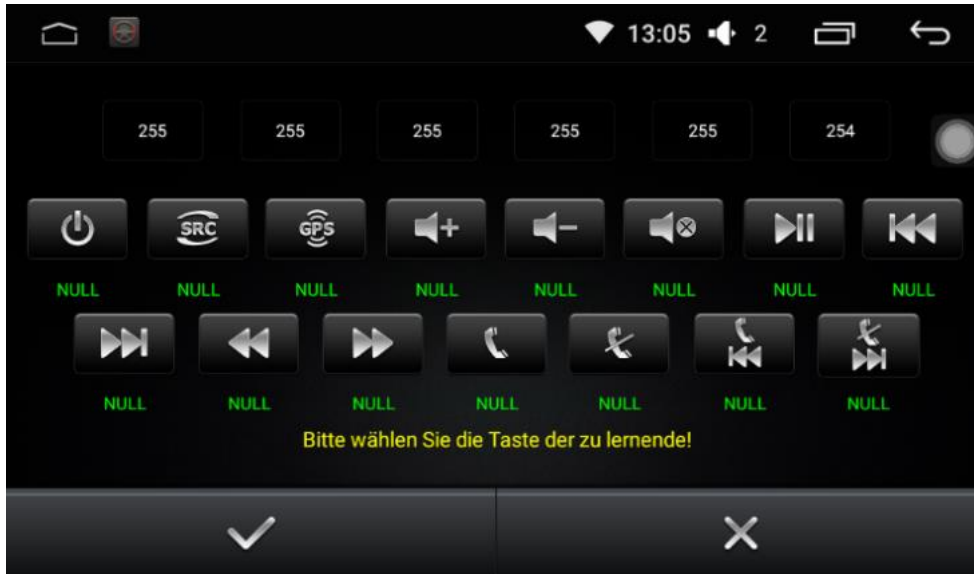 13:05 2
255 255 255 255 255 254
SRC GPS
NULL NULL NULL NULL NULL NULL NULL NULL
NULL NULL NULL NULL NULL NULL NULL
Bitte wählen Sie die Taste der zu lernende!